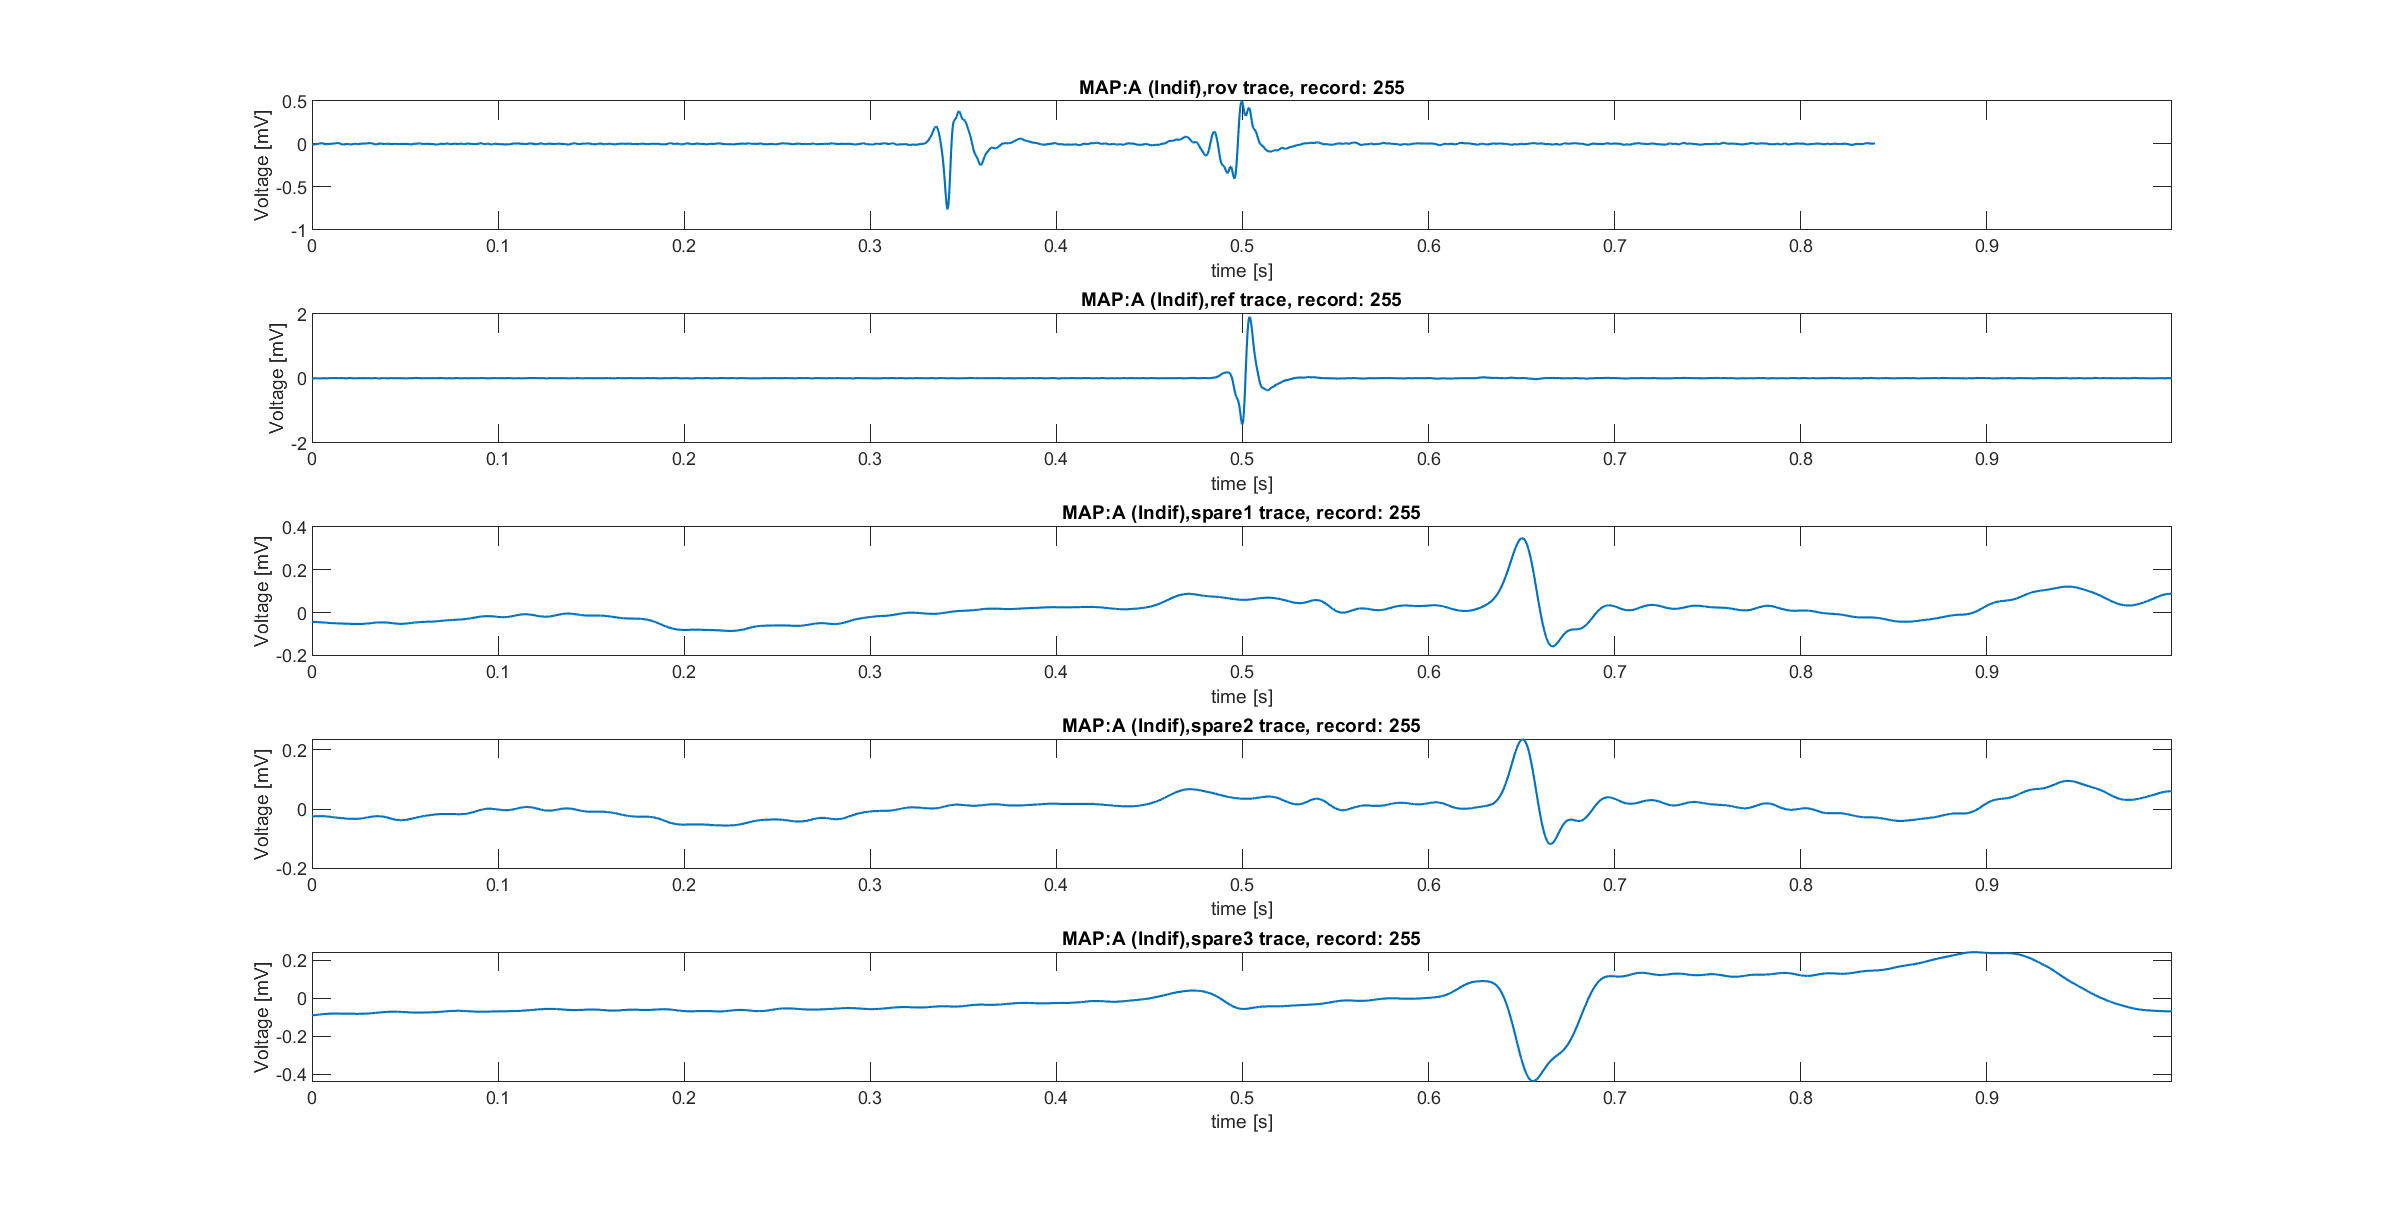 MAP:A (Indif),rov trace, record: 255
Voltage [mV]
0.5
0
-0.5
-1
0 0.1 0.2 0.3 0.4 0.5 0.6 0.7 0.8 0.9
time [s]
MAP:A (Indif),ref trace, record: 255
Voltage [mV]
2
0
-2
0 0.1 0.2 0.3 0.4 0.5 0.6 0.7 0.8 0.9
time [s]
MAP:A (Indif),spare1 trace, record: 255
Voltage [mV]
0.4
0.2
0
-0.2
0 0.1 0.2 0.3 0.4 0.5 0.6 0.7 0.8 0.9
time [s]
MAP:A (Indif),spare2 trace, record: 255
Voltage [mV]
0.2
0
-0.2
0 0.1 0.2 0.3 0.4 0.5 0.6 0.7 0.8 0.9
time [s]
MAP:A (Indif),spare3 trace, record: 255
Voltage [mV]
0.2
0
-0.2
-0.4
0 0.1 0.2 0.3 0.4 0.5 0.6 0.7 0.8 0.9
time [s]